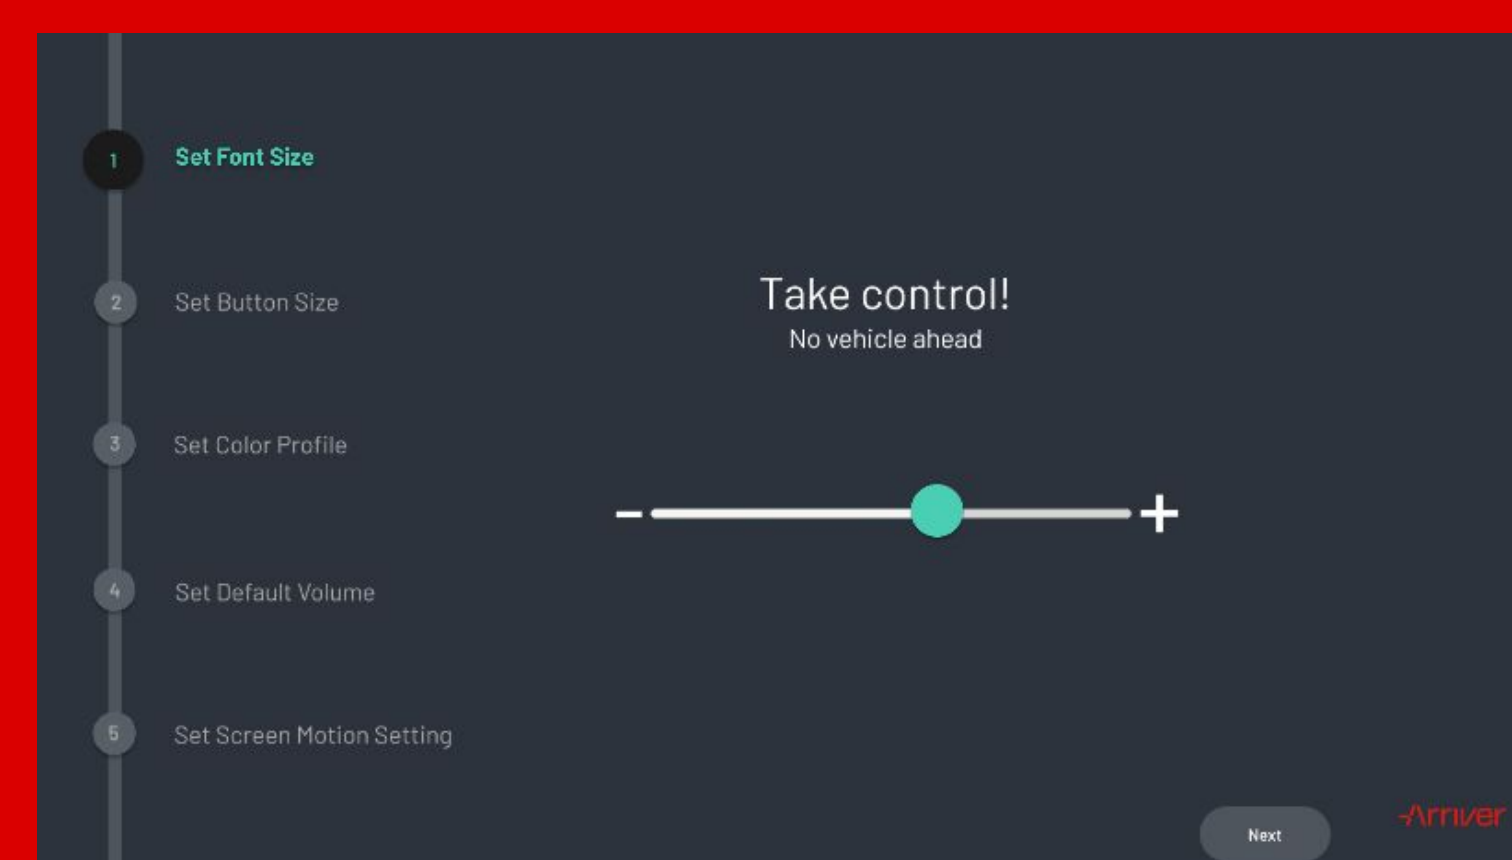 1
Set Font Size
2
Set Button Size
3
Set Color Profile
4
Set Default Volume
5
Set Screen Motion Setting
Take control!
No vehicle ahead
- +
Next
Arriver